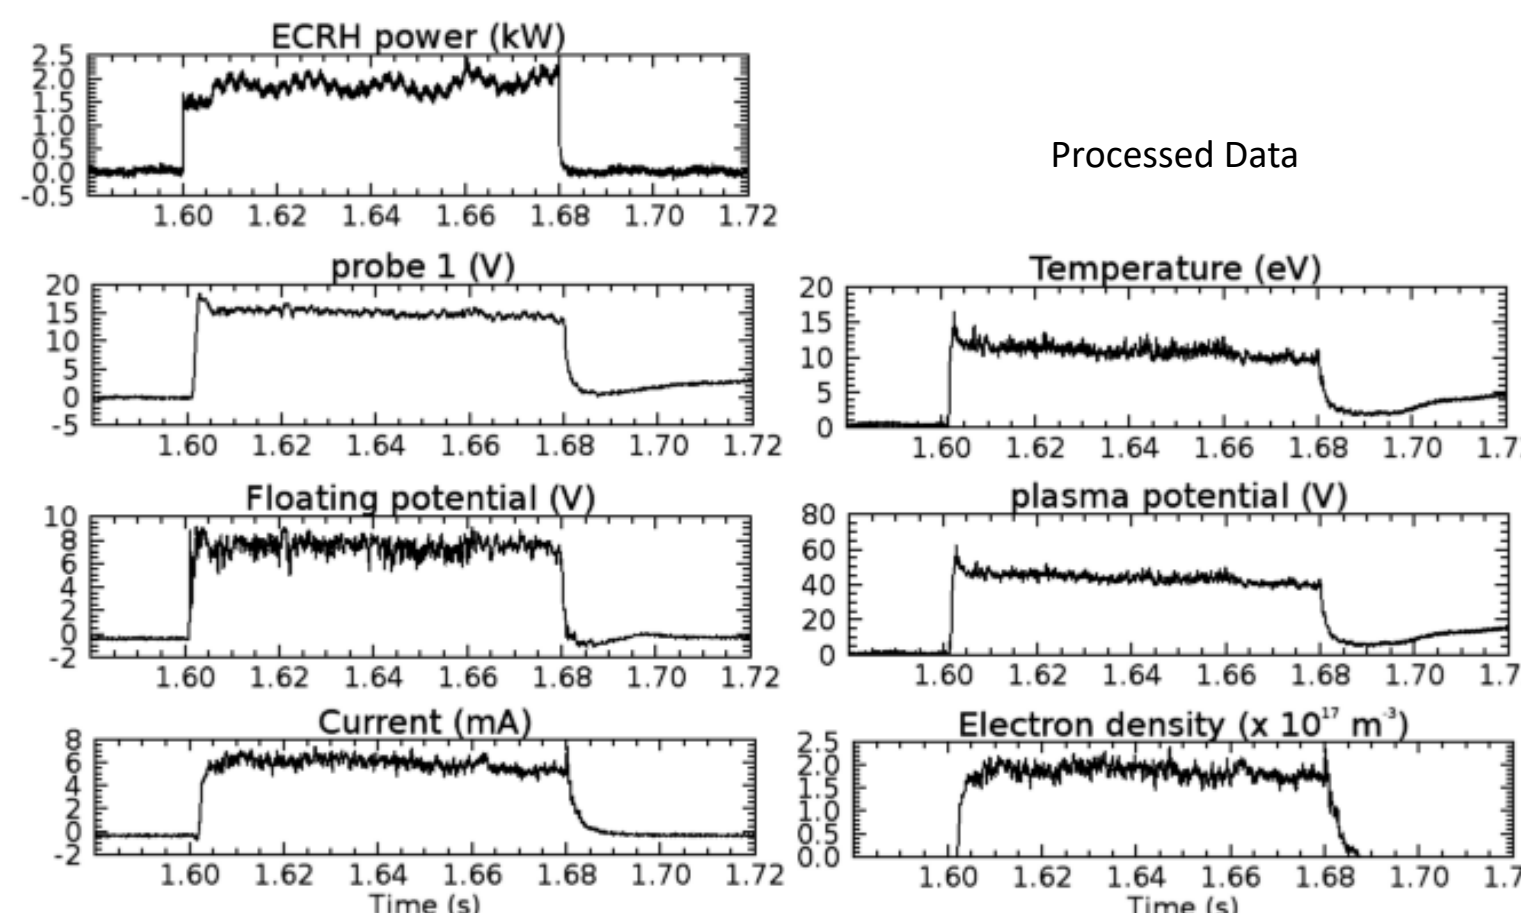 ECRH power (kW)
2.5
2.0
1.5
1.0
0.5
0.0
-0.5
1.60 1.62 1.64 1.66 1.68 1.70 1.72
Processed Data
probe 1 (V)
20
15
10
5
0
-5
1.60 1.62 1.64 1.66 1.68 1.70 1.72
Temperature (eV)
20
15
10
5
0
1.60 1.62 1.64 1.66 1.68 1.70 1.7
Floating potential (V)
10
8
6
4
2
0
-2
1.60 1.62 1.64 1.66 1.68 1.70 1.72
plasma potential (V)
80
60
40
20
0
1.60 1.62 1.64 1.66 1.68 1.70 1.7
Current (mA)
8
6
4
2
0
-2
1.60 1.62 1.64 1.66 1.68 1.70 1.72
Time (s)
Electron density (x 10¹⁷ m⁻³)
2.5
2.0
1.5
1.0
0.5
0.0
1.60 1.62 1.64 1.66 1.68 1.70 1.7
Time (s)